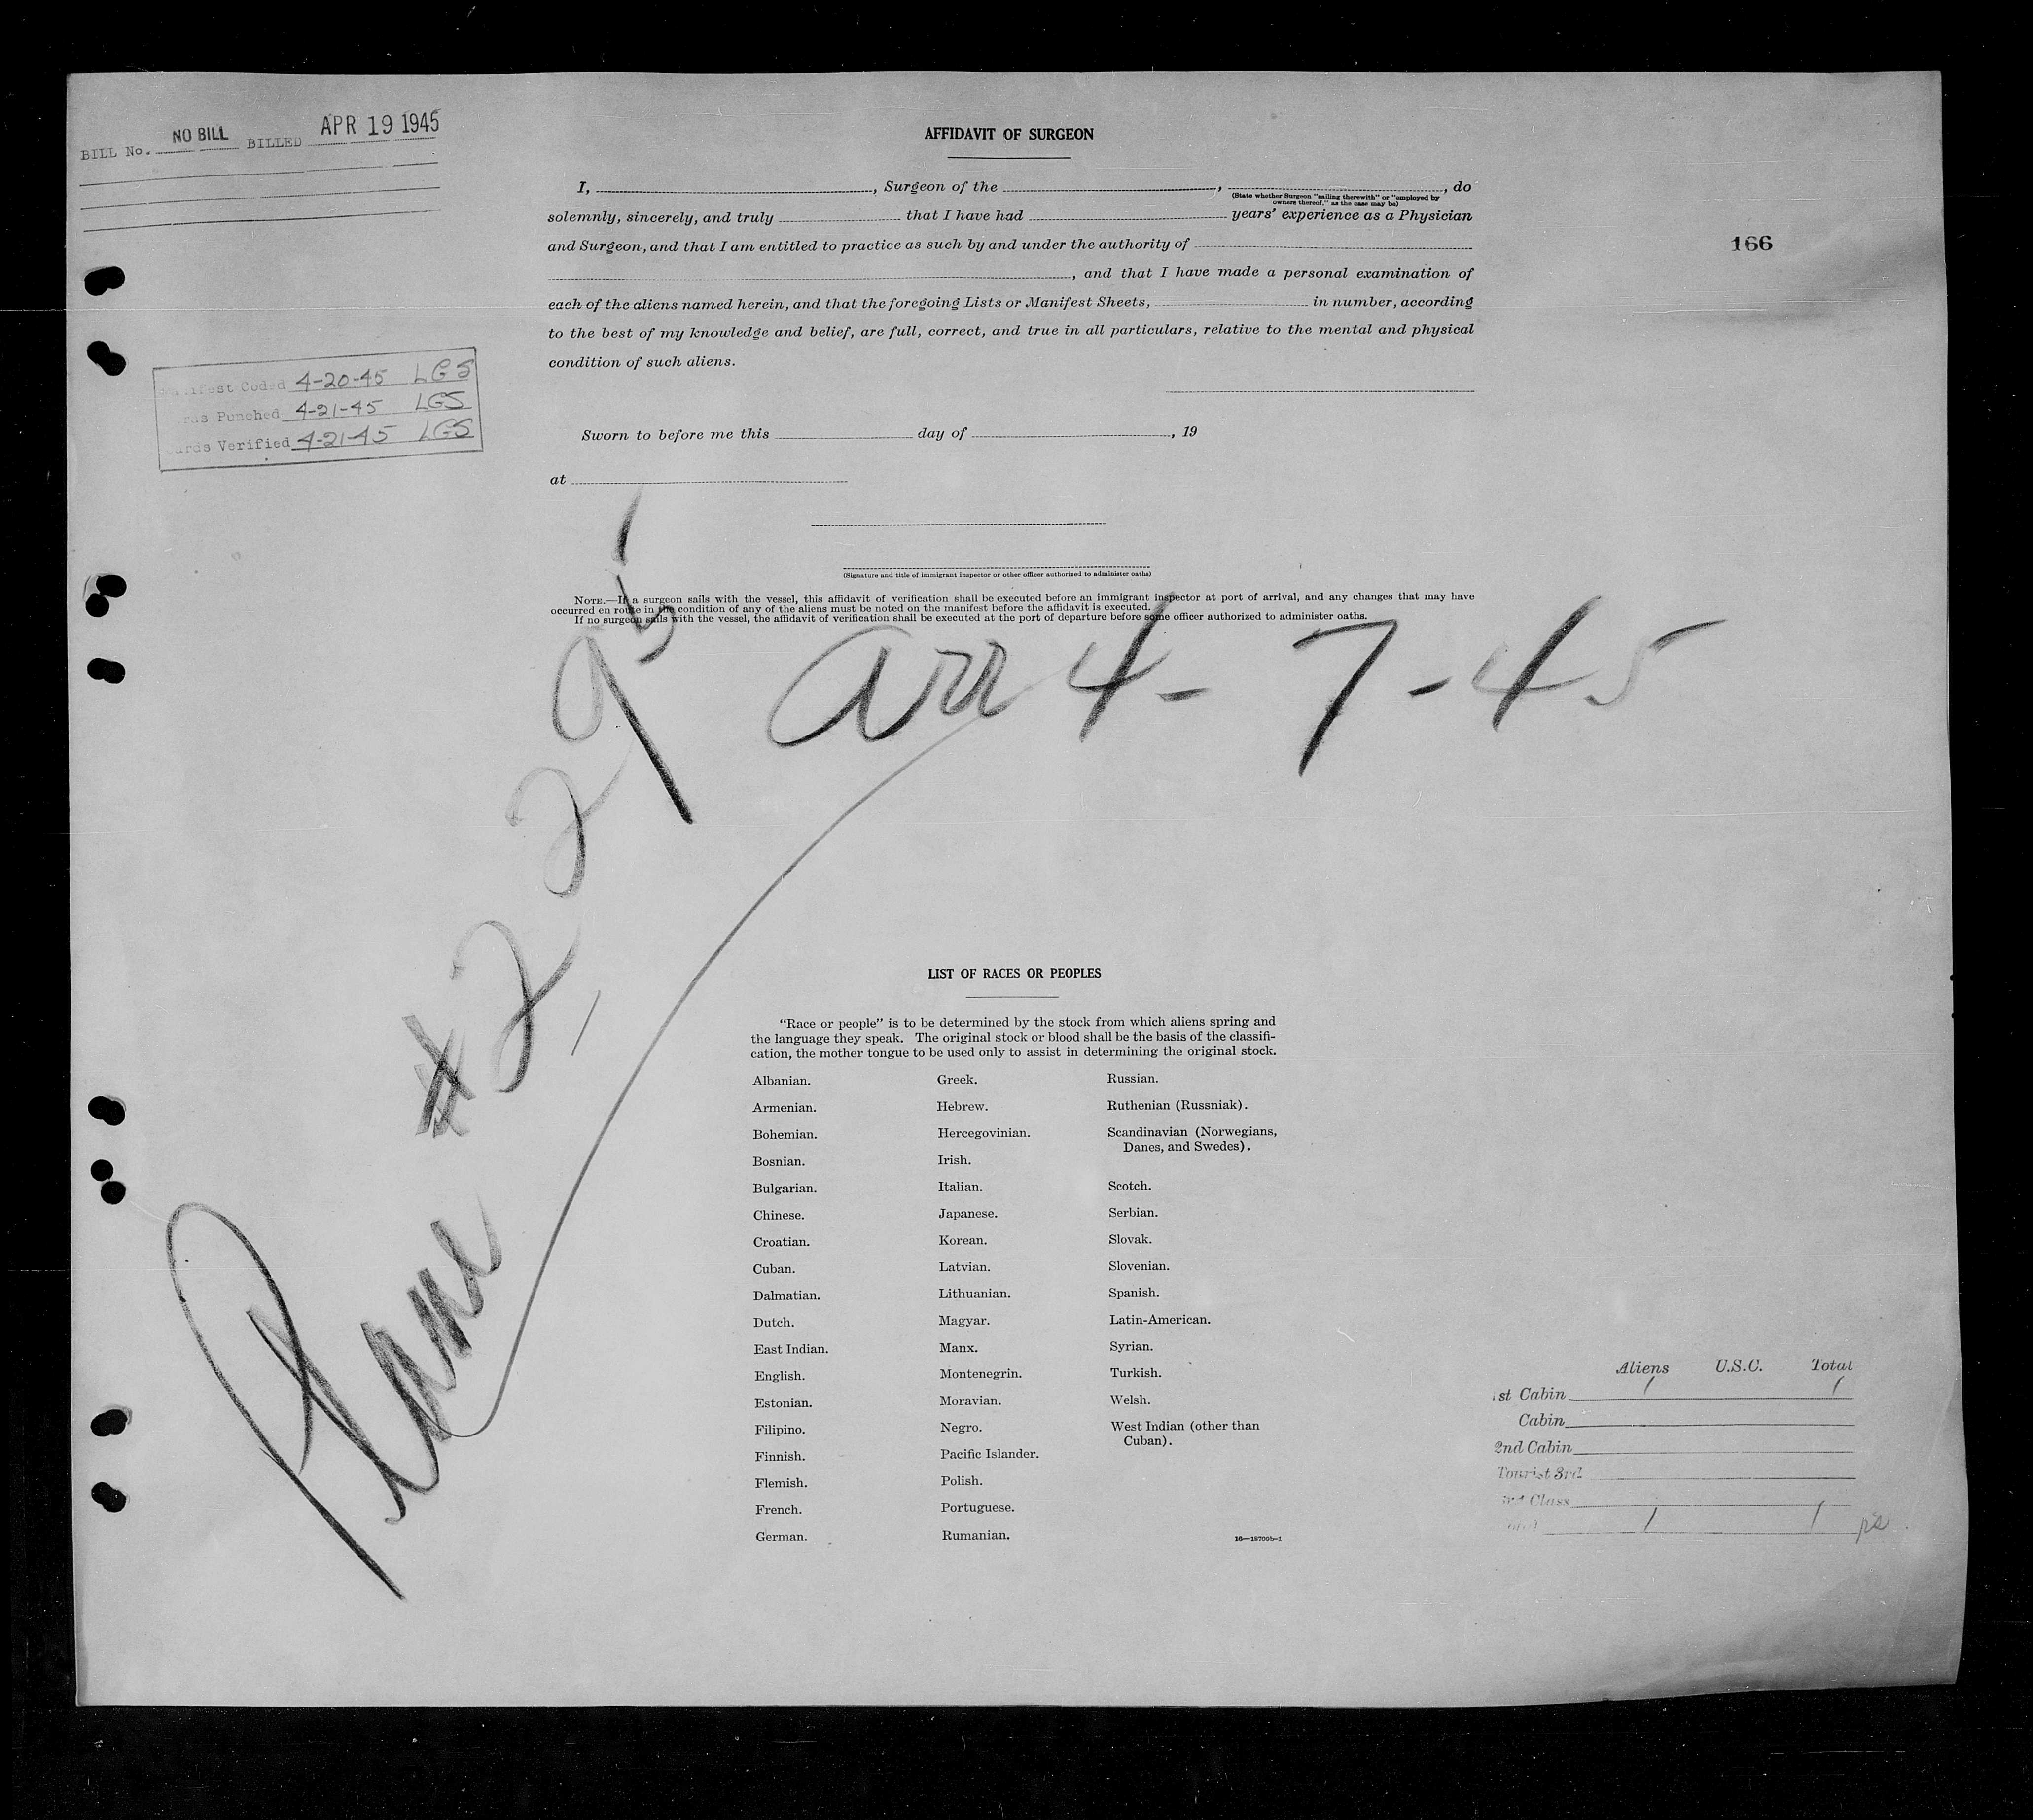 BILL No. NO BILL BILLED APR 19 1945
AFFIDAVIT OF SURGEON
I, , Surgeon of the , , do
(State whether Surgeon "sailing therewith" or "employed by
owners thereof," as the case may be)
solemnly, sincerely, and truly that I have had years' experience as a Physician
and Surgeon, and that I am entitled to practice as such by and under the authority of
, and that I have made a personal examination of
each of the aliens named herein, and that the foregoing Lists or Manifest Sheets, in number, according
to the best of my knowledge and belief, are full, correct, and true in all particulars, relative to the mental and physical
condition of such aliens.
166
Manifest Coded 4-20-45 LGS
Cards Punched 4-21-45 LGS
Cards Verified 4-21-45 LGS
Sworn to before me this day of , 19
at
(Signature and title of immigrant inspector or other officer authorized to administer oaths)
NOTE.—If a surgeon sails with the vessel, this affidavit of verification shall be executed before an immigrant inspector at port of arrival, and any changes that may have
occurred en route in the condition of any of the aliens must be noted on the manifest before the affidavit is executed.
If no surgeon sails with the vessel, the affidavit of verification shall be executed at the port of departure before some officer authorized to administer oaths.
Plane #2295
arr 4-7-45
LIST OF RACES OR PEOPLES
"Race or people" is to be determined by the stock from which aliens spring and
the language they speak. The original stock or blood shall be the basis of the classifi-
cation, the mother tongue to be used only to assist in determining the original stock.
Albanian.
Armenian.
Bohemian.
Bosnian.
Bulgarian.
Chinese.
Croatian.
Cuban.
Dalmatian.
Dutch.
East Indian.
English.
Estonian.
Filipino.
Finnish.
Flemish.
French.
German.
Greek.
Hebrew.
Hercegovinian.
Irish.
Italian.
Japanese.
Korean.
Latvian.
Lithuanian.
Magyar.
Manx.
Montenegrin.
Moravian.
Negro.
Pacific Islander.
Polish.
Portuguese.
Rumanian.
Russian.
Ruthenian (Russniak).
Scandinavian (Norwegians,
Danes, and Swedes).
Scotch.
Serbian.
Slovak.
Slovenian.
Spanish.
Latin-American.
Syrian.
Turkish.
Welsh.
West Indian (other than
Cuban).
16—18700b-1
Aliens U.S.C. Total
1st Cabin 1 1
Cabin
2nd Cabin
Tourist 3rd
3rd Class
Total 1 1